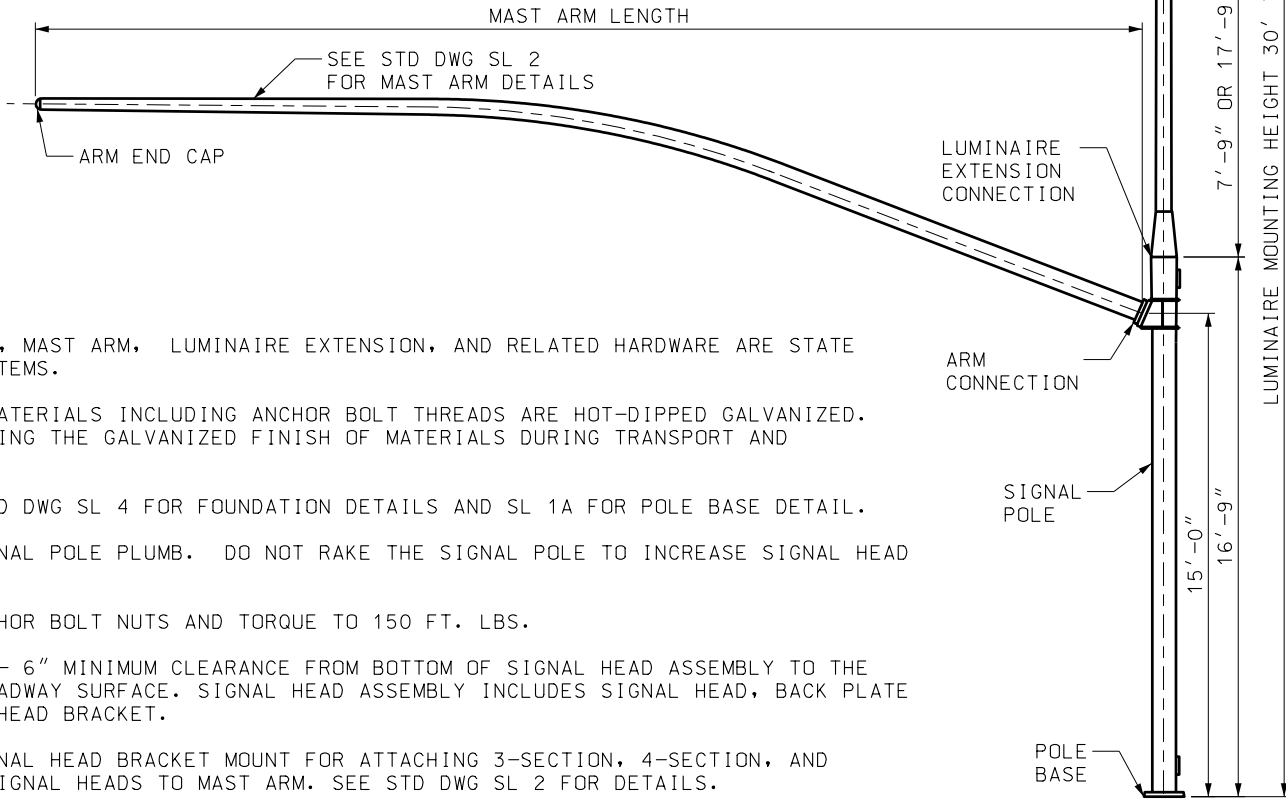 MAST ARM LENGTH
SEE STD DWG SL 2
FOR MAST ARM DETAILS
ARM END CAP
LUMINAIRE
EXTENSION
CONNECTION
7'-9" OR 17'-9
LUMINAIRE MOUNTING HEIGHT 30'
, MAST ARM, LUMINAIRE EXTENSION, AND RELATED HARDWARE ARE STATE
TEMS.
ARM
CONNECTION
ATERIALS INCLUDING ANCHOR BOLT THREADS ARE HOT-DIPPED GALVANIZED.
ING THE GALVANIZED FINISH OF MATERIALS DURING TRANSPORT AND
D DWG SL 4 FOR FOUNDATION DETAILS AND SL 1A FOR POLE BASE DETAIL.
SIGNAL
POLE
15'-0"
16'-9"
NAL POLE PLUMB. DO NOT RAKE THE SIGNAL POLE TO INCREASE SIGNAL HEAD
HOR BOLT NUTS AND TORQUE TO 150 FT. LBS.
- 6" MINIMUM CLEARANCE FROM BOTTOM OF SIGNAL HEAD ASSEMBLY TO THE
ADWAY SURFACE. SIGNAL HEAD ASSEMBLY INCLUDES SIGNAL HEAD, BACK PLATE
HEAD BRACKET.
NAL HEAD BRACKET MOUNT FOR ATTACHING 3-SECTION, 4-SECTION, AND
IGNAL HEADS TO MAST ARM. SEE STD DWG SL 2 FOR DETAILS.
POLE
BASE